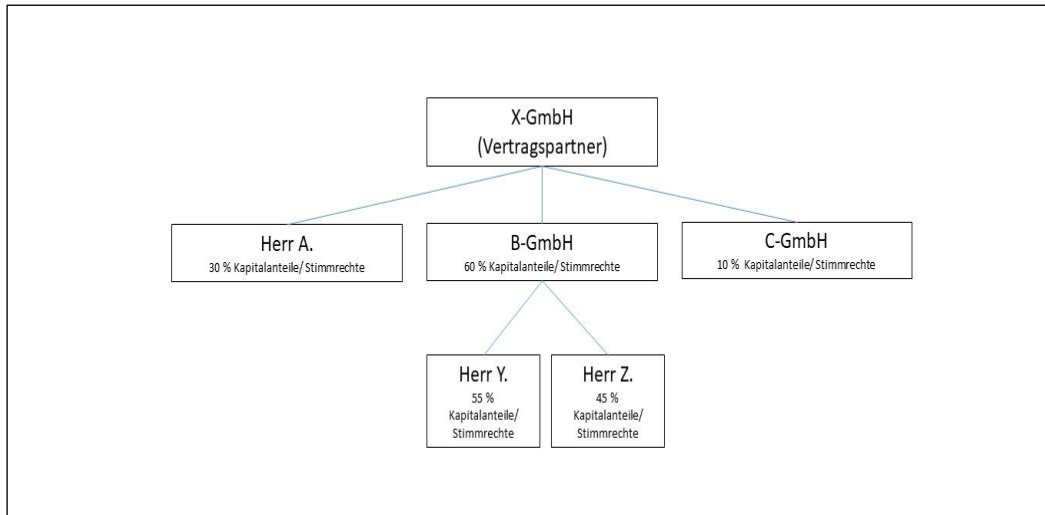 X-GmbH
(Vertragspartner)
Herr A.
30 % Kapitalanteile/ Stimmrechte
B-GmbH
60 % Kapitalanteile/ Stimmrechte
C-GmbH
10 % Kapitalanteile/ Stimmrechte
Herr Y.
55 %
Kapitalanteile/
Stimmrechte
Herr Z.
45 %
Kapitalanteile/
Stimmrechte